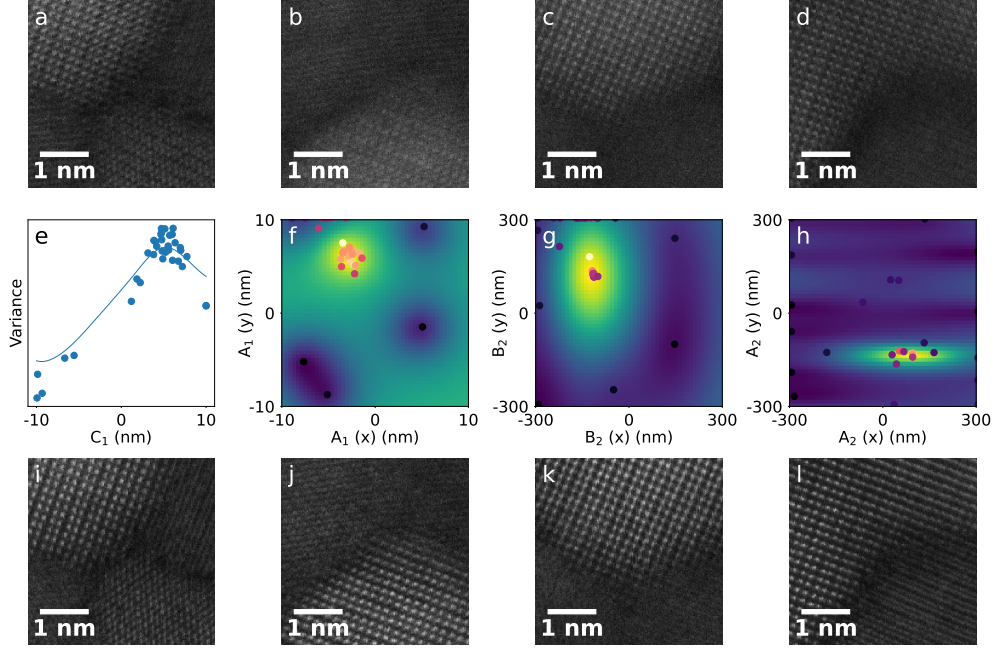 a b c d
1 nm 1 nm 1 nm 1 nm
e f g h
Variance
-10 0 10
C₁ (nm)
A₁ (y) (nm)
10
0
-10
-10 0 10
A₁ (x) (nm)
B₂ (y) (nm)
300
0
-300
-300 0 300
B₂ (x) (nm)
A₂ (y) (nm)
300
0
-300
-300 0 300
A₂ (x) (nm)
i j k l
1 nm 1 nm 1 nm 1 nm